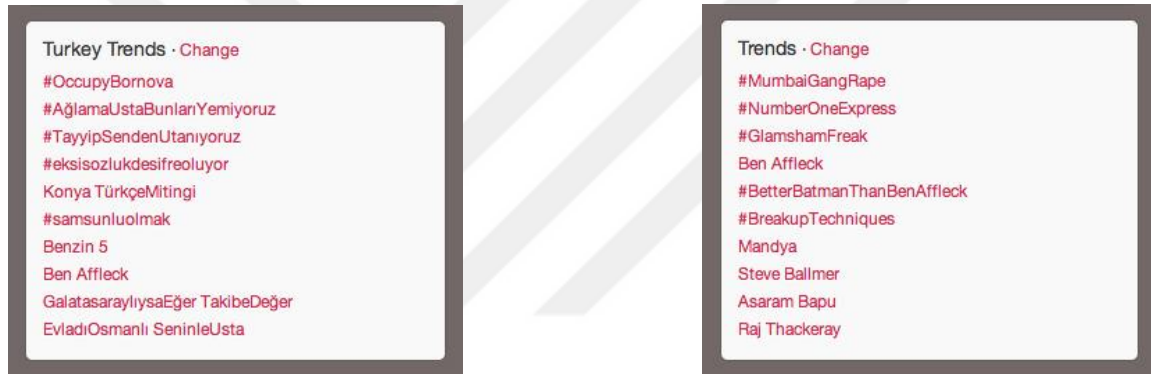 Turkey Trends · Change
#OccupyBornova
#AğlamaUstaBunlarıYemiyoruz
#TayyipSendenUtanıyoruz
#eksisozlukdesifreoluyor
Konya TürkçeMitingi
#samsunluolmak
Benzin 5
Ben Affleck
GalatasaraylıysaEğer TakibeDeğer
EvladıOsmanlı SeninleUsta
Trends · Change
#MumbaiGangRape
#NumberOneExpress
#GlamshamFreak
Ben Affleck
#BetterBatmanThanBenAffleck
#BreakupTechniques
Mandya
Steve Ballmer
Asaram Bapu
Raj Thackeray